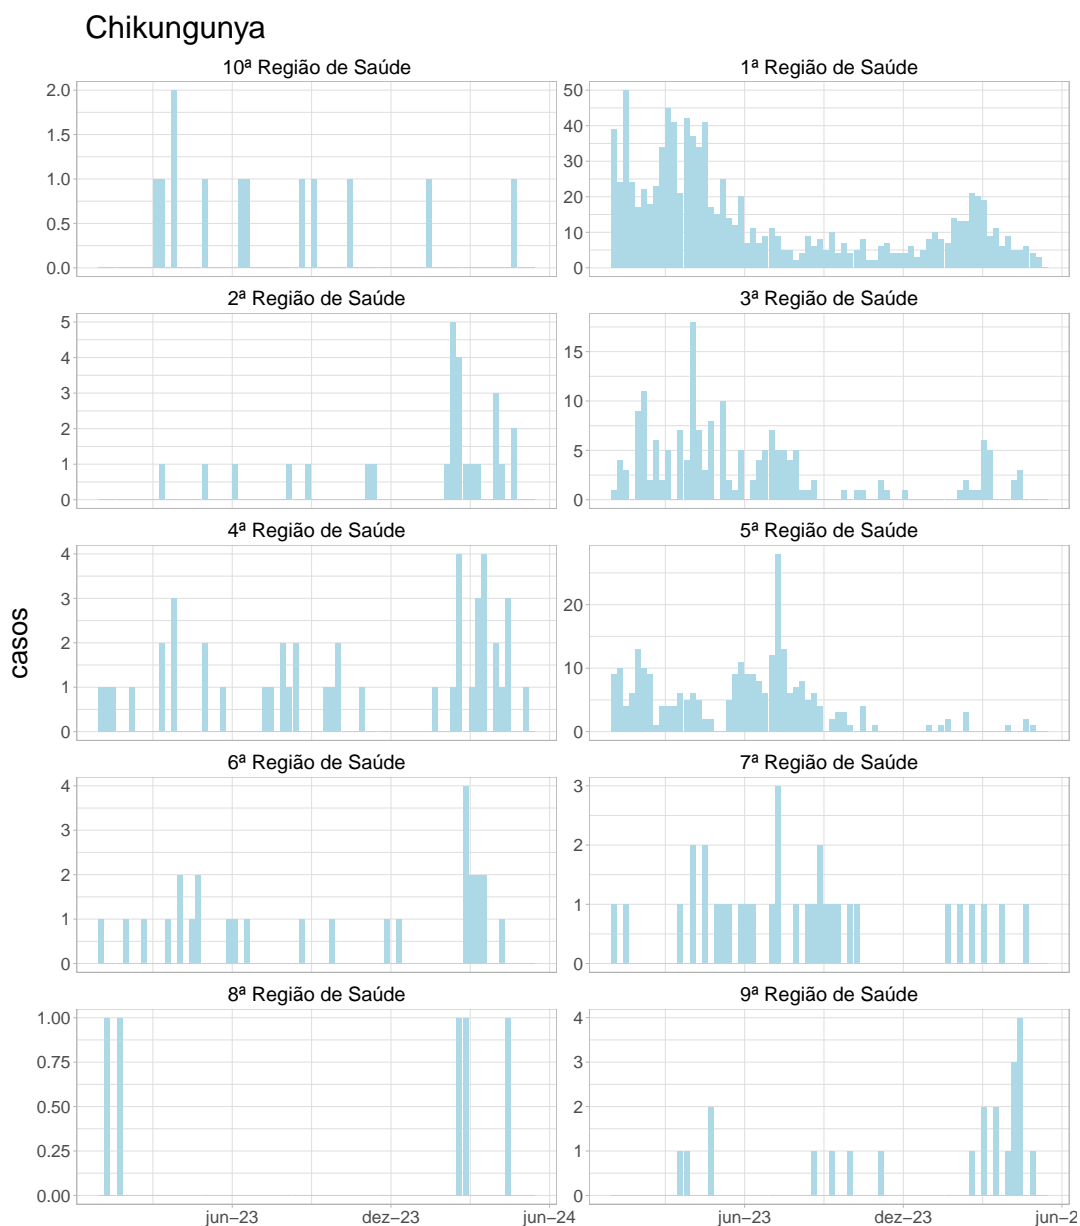 Chikungunya
10ª Região de Saúde
1ª Região de Saúde
2.0
1.5
1.0
0.5
0.0
50
40
30
20
10
0
2ª Região de Saúde
3ª Região de Saúde
5
4
3
2
1
0
15
10
5
0
4ª Região de Saúde
5ª Região de Saúde
4
3
2
1
0
20
10
0
casos
6ª Região de Saúde
7ª Região de Saúde
4
3
2
1
0
3
2
1
0
8ª Região de Saúde
9ª Região de Saúde
1.00
0.75
0.50
0.25
0.00
4
3
2
1
0
jun–23
dez–23
jun–24
jun–23
dez–23
jun–2